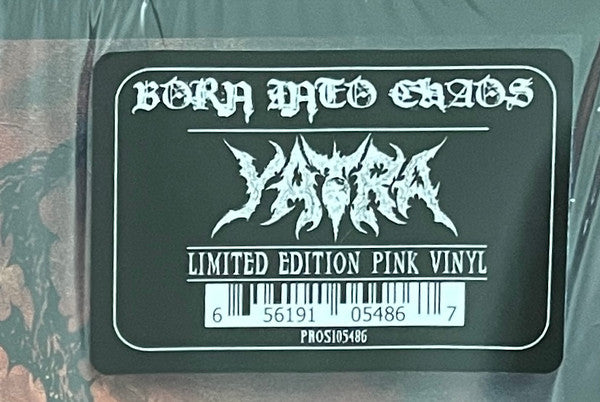 BORN INTO CHAOS
YATRA
LIMITED EDITION PINK VINYL
6 56191 05486 7
PROS105486